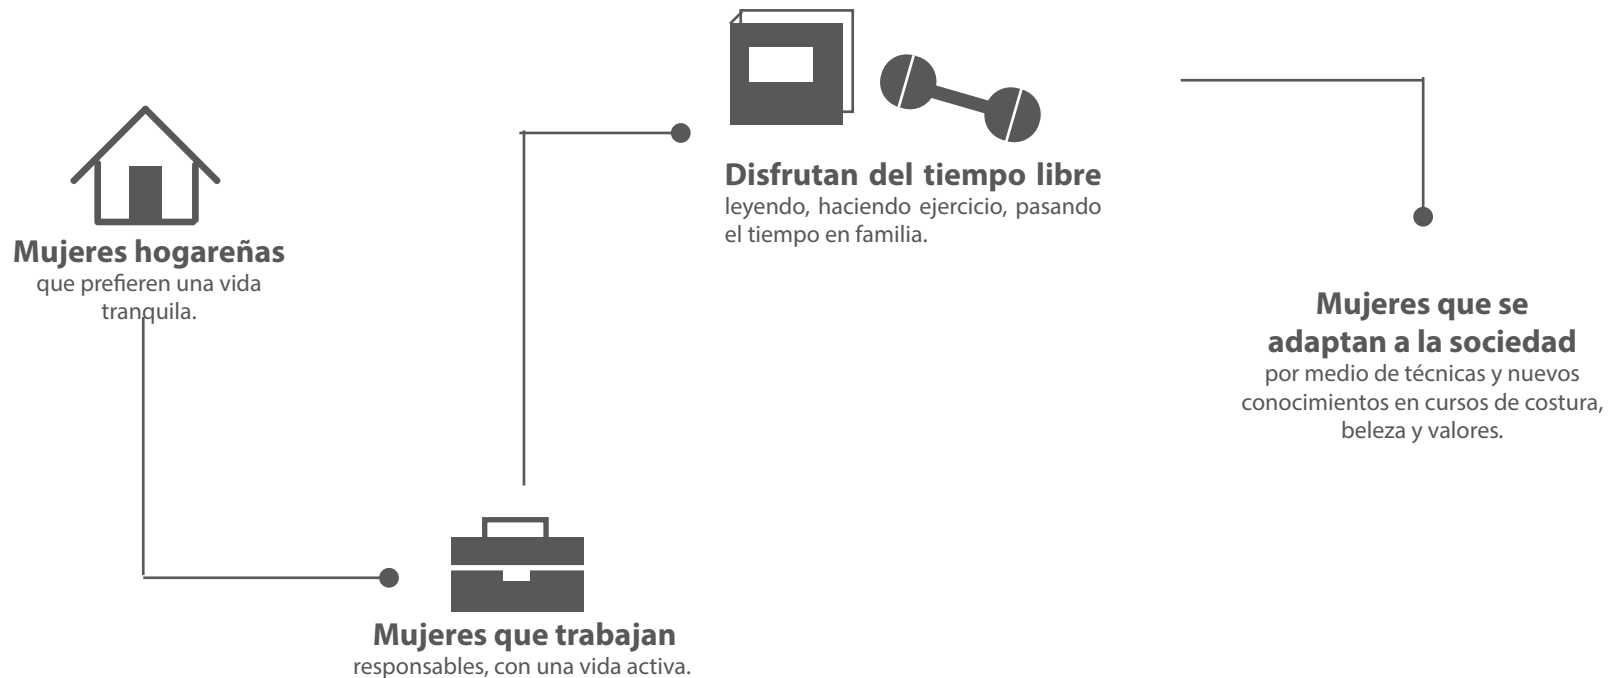 Mujeres hogareñas
que prefieren una vida
tranquila.
Mujeres que trabajan
responsables, con una vida activa.
Disfrutan del tiempo libre
leyendo, haciendo ejercicio, pasando
el tiempo en familia.
Mujeres que se
adaptan a la sociedad
por medio de técnicas y nuevos
conocimientos en cursos de costura,
beleza y valores.